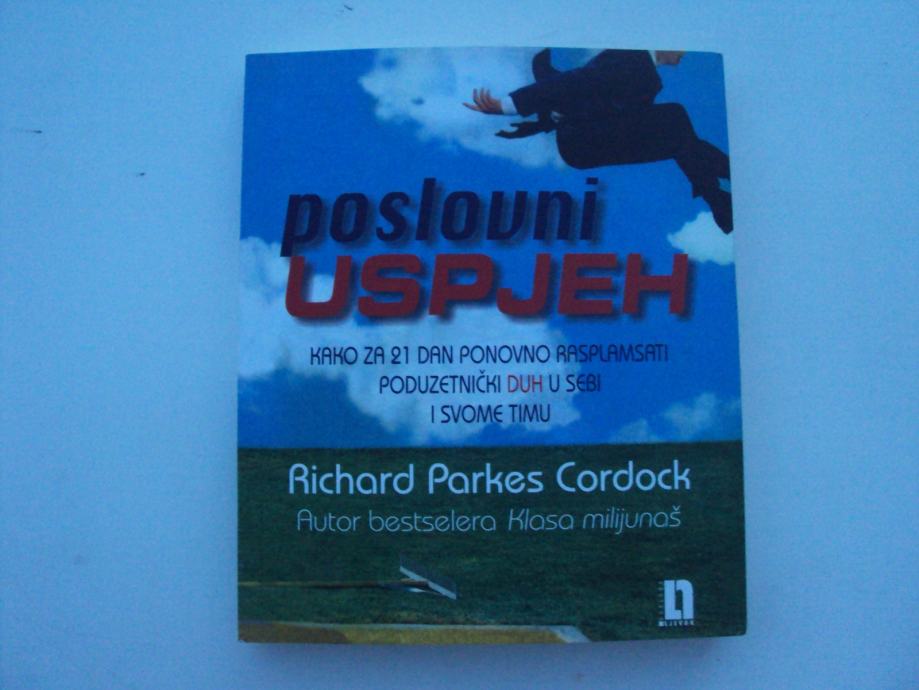 poslovni
USPJEH
KAKO ZA 21 DAN PONOVNO RASPLAMSATI
PODUZETNIČKI DUH U SEBI
I SVOME TIMU
Richard Parkes Cordock
Autor bestselera Klasa milijunaš